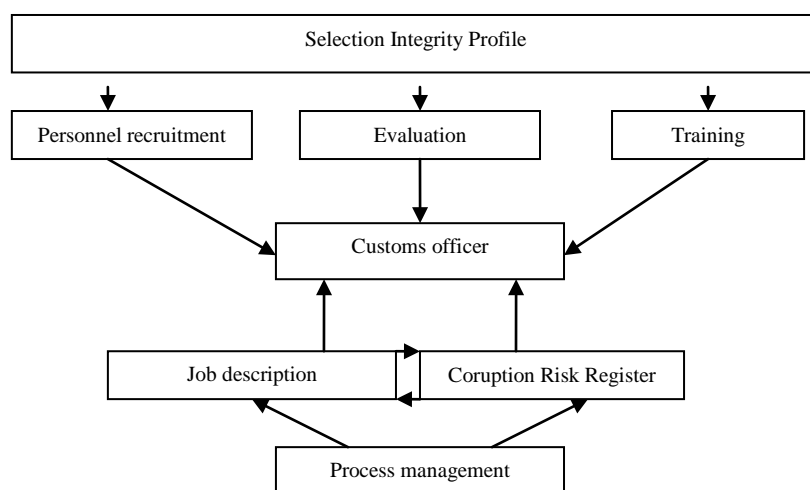 Selection Integrity Profile
Personnel recruitment
Evaluation
Training
Customs officer
Job description
Coruption Risk Register
Process management